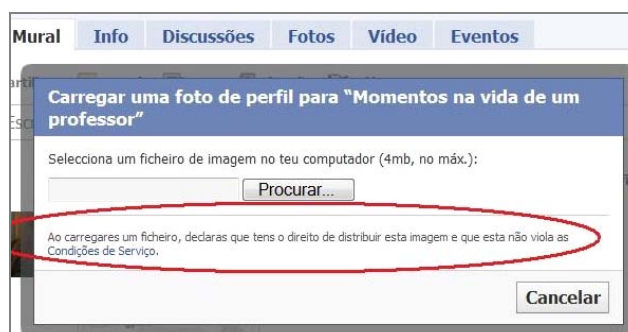 Mural Info Discussões Fotos Vídeo Eventos
Carregar uma foto de perfil para “Momentos na vida de um
professor”
Selecciona um ficheiro de imagem no teu computador (4mb, no máx.):
Procurar...
Ao carregares um ficheiro, declaras que tens o direito de distribuir esta imagem e que esta não viola as
Condições de Serviço.
Cancelar